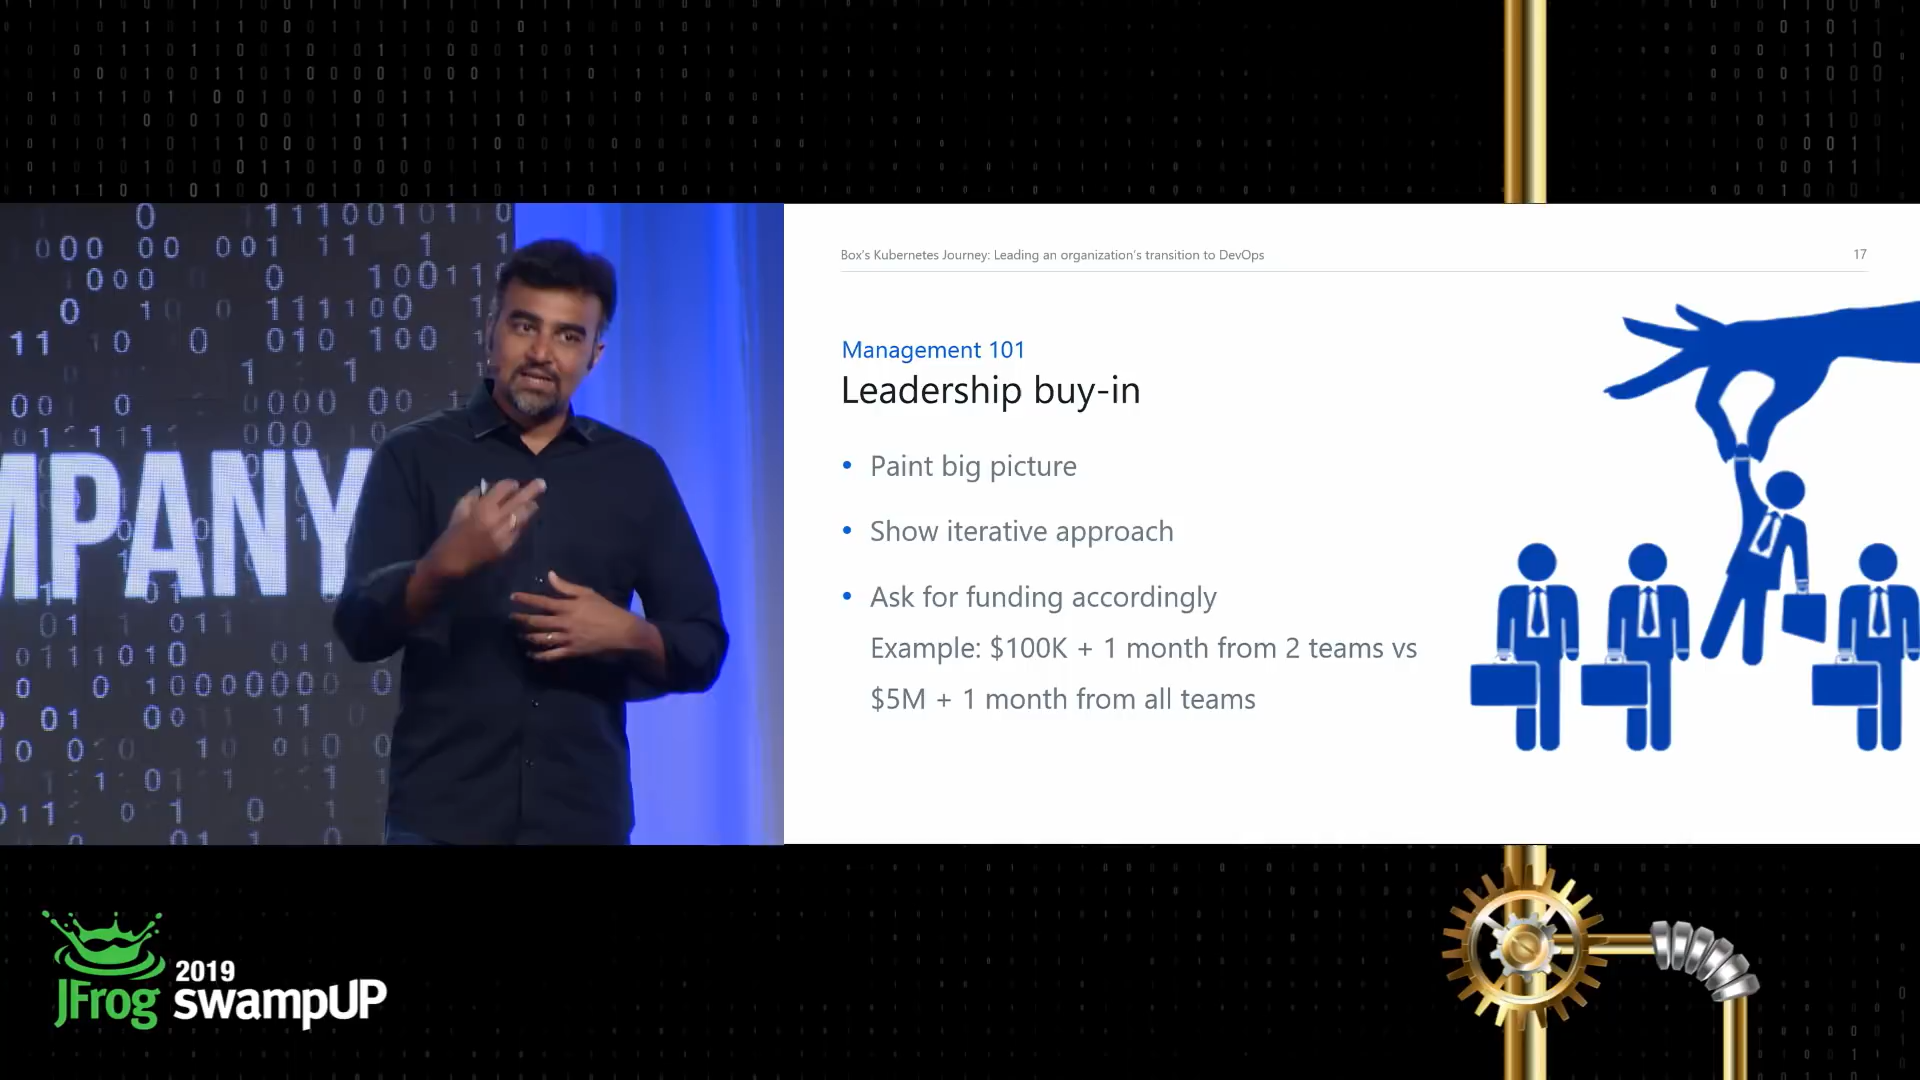 Box's Kubernetes Journey: Leading an organization's transition to DevOps
17
Management 101
Leadership buy-in
• Paint big picture
• Show iterative approach
• Ask for funding accordingly
Example: $100K + 1 month from 2 teams vs
$5M + 1 month from all teams
MPANY
JFrog
2019
swampUP